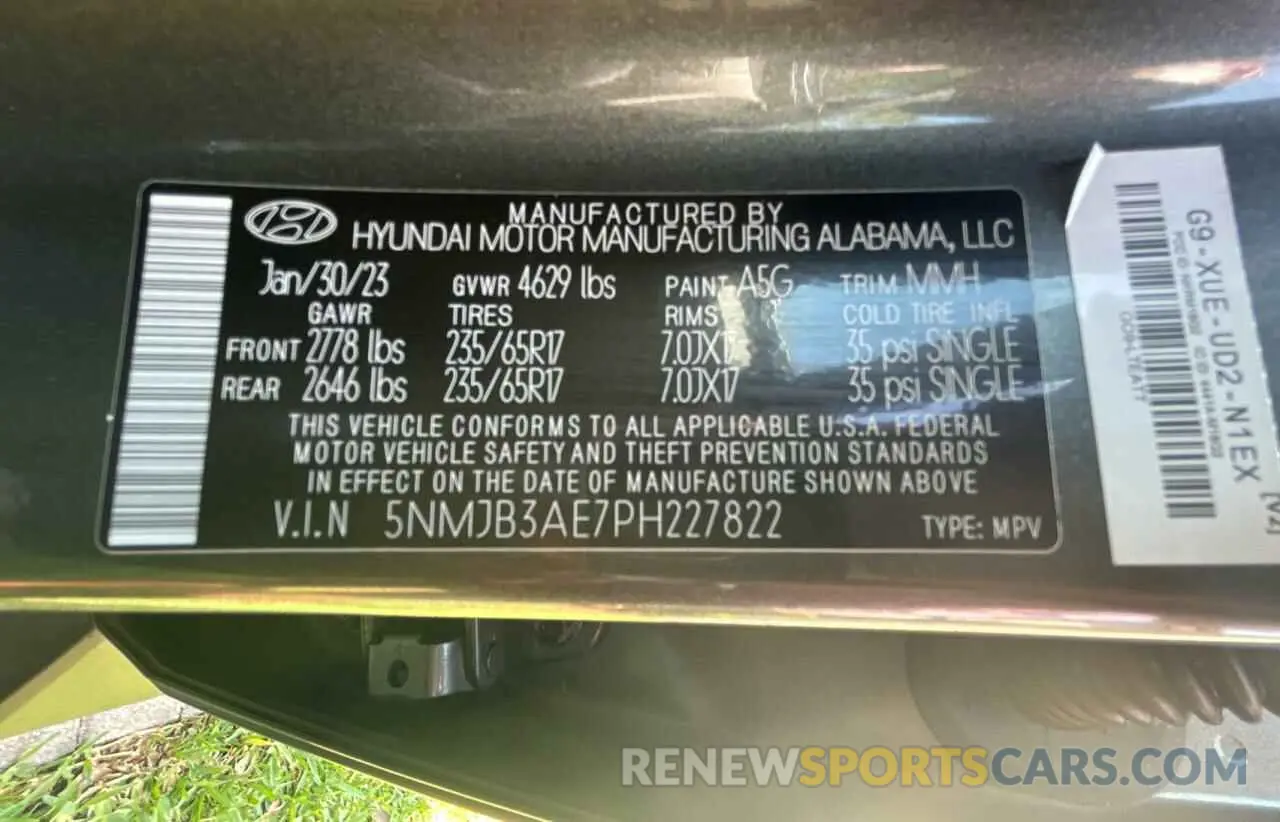 MANUFACTURED BY
HYUNDAI MOTOR MANUFACTURING ALABAMA, LLC
Jan/30/23 GVWR 4629 lbs PAINT A5G TRIM MMH
GAWR TIRES RIMS COLD TIRE INFL
FRONT 2778 lbs 235/65R17 7.0JX17 35 psi SINGLE
REAR 2646 lbs 235/65R17 7.0JX17 35 psi SINGLE
THIS VEHICLE CONFORMS TO ALL APPLICABLE U.S.A. FEDERAL
MOTOR VEHICLE SAFETY AND THEFT PREVENTION STANDARDS
IN EFFECT ON THE DATE OF MANUFACTURE SHOWN ABOVE
V.I.N 5NMJB3AE7PH227822 TYPE: MPV
G9-XUE-UD2-N1EX
RENEWSPORTSCARS.COM